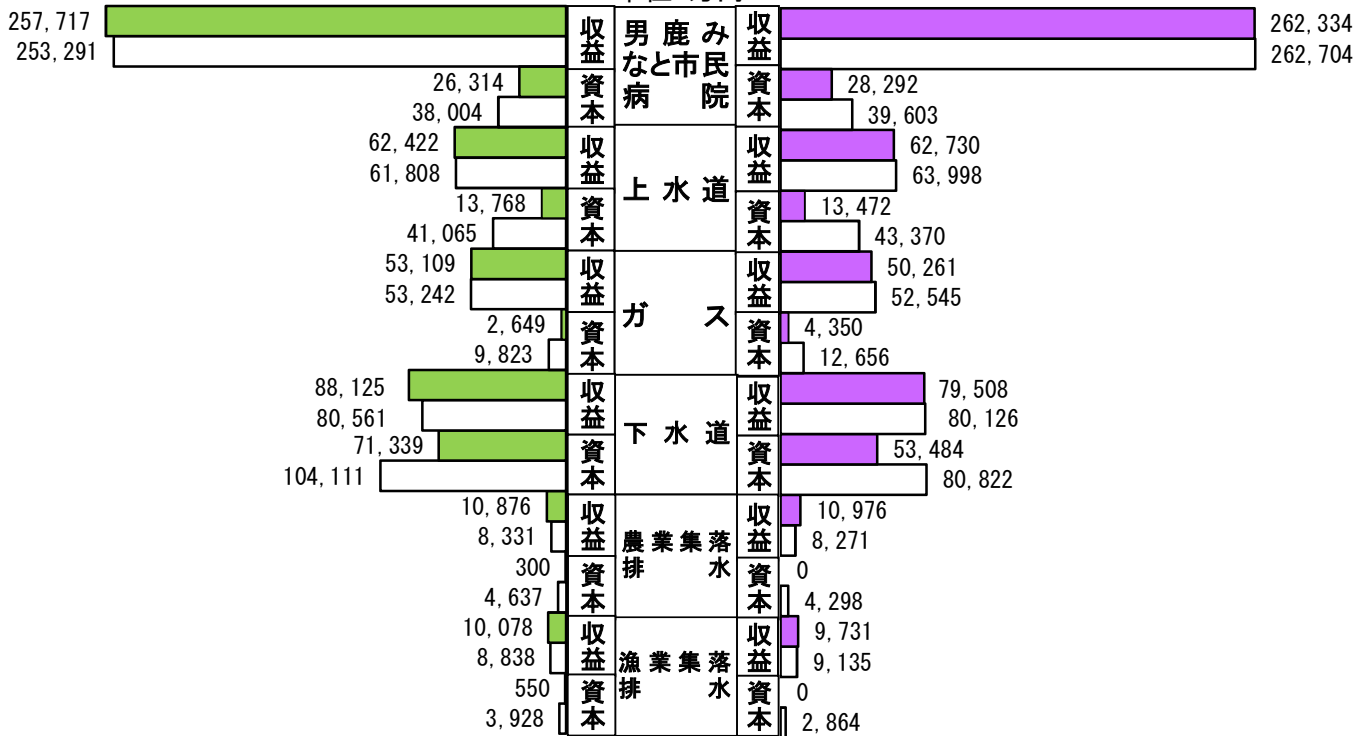 257,717 収益 男鹿み 収益 262,334
253,291 なと市民 262,704
26,314 資本 病院 資本 28,292
38,004 39,603
62,422 収益 上水道 収益 62,730
61,808 63,998
13,768 資本 資本 13,472
41,065 43,370
53,109 収益 ガス 収益 50,261
53,242 52,545
2,649 資本 資本 4,350
9,823 12,656
88,125 収益 下水道 収益 79,508
80,561 80,126
71,339 資本 資本 53,484
104,111 80,822
10,876 収益 農業集落 収益 10,976
8,331 排水 8,271
300 資本 資本 0
4,637 4,298
10,078 収益 漁業集落 収益 9,731
8,838 排水 9,135
550 資本 資本 0
3,928 2,864